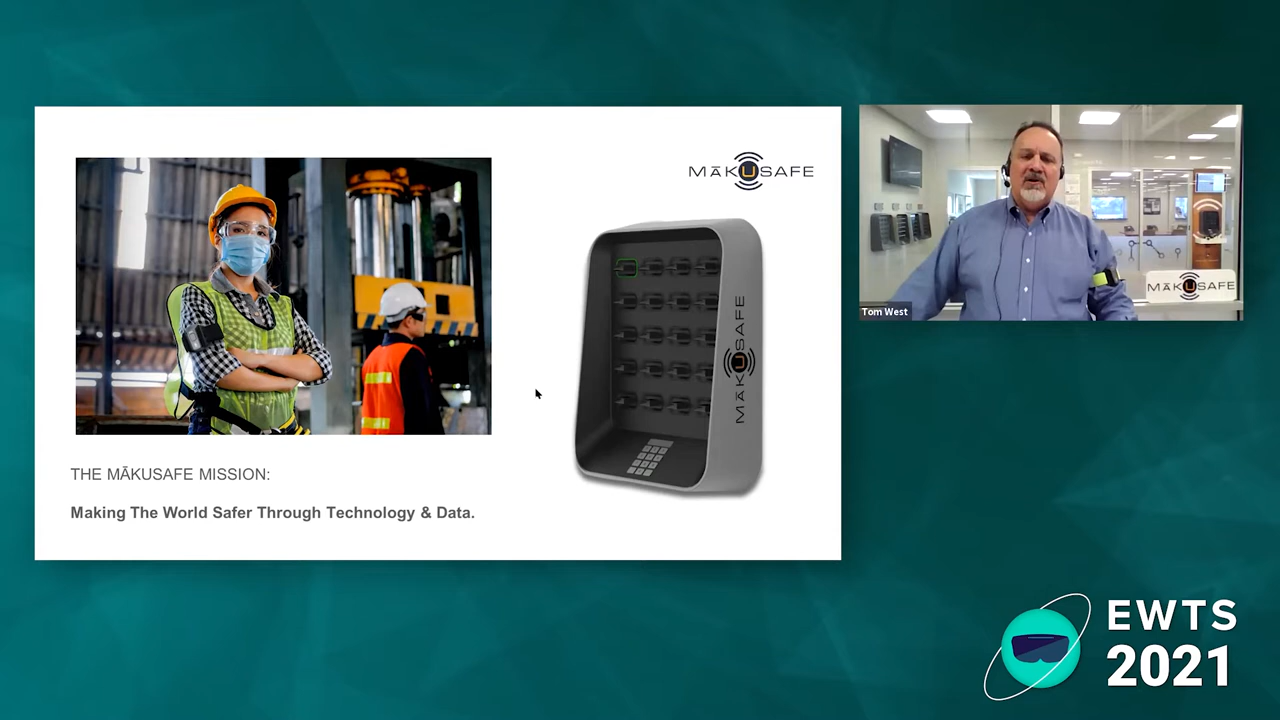 MĀKUSAFE
MĀKUSAFE
THE MĀKUSAFE MISSION:
Making The World Safer Through Technology & Data.
Tom West
MĀKUSAFE
EWTS
2021